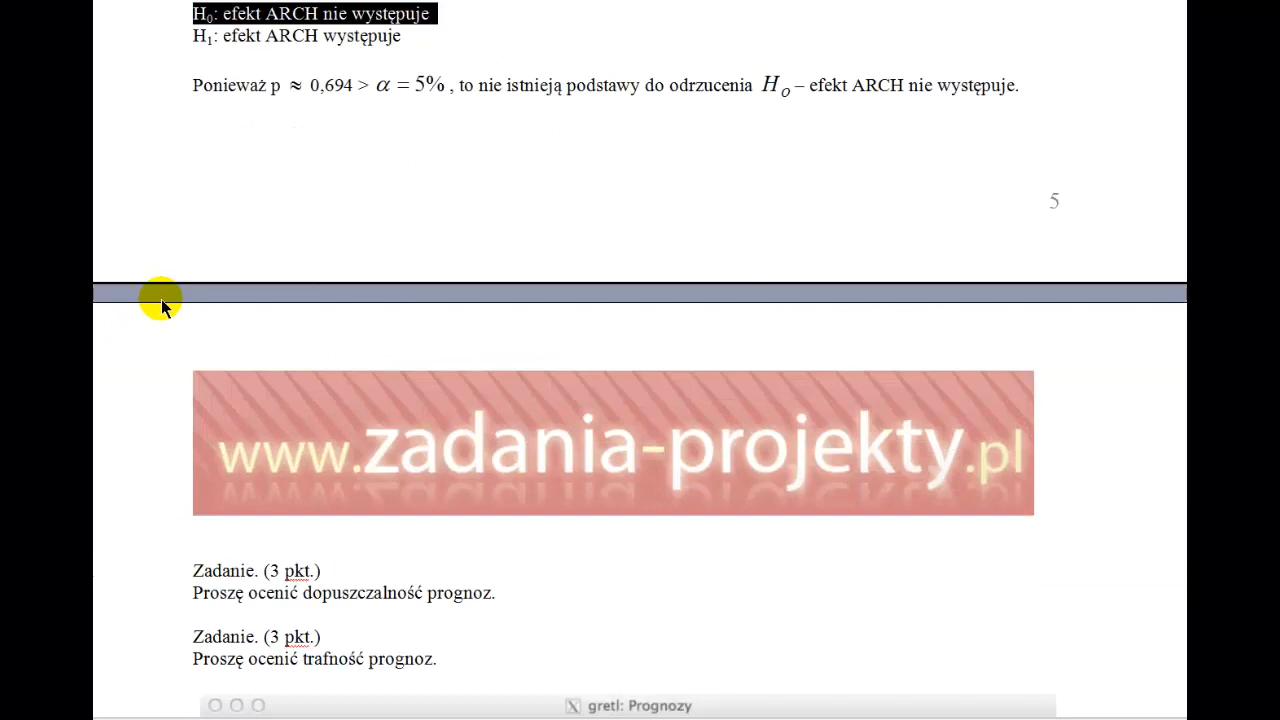 H₀: efekt ARCH nie występuje
H₁: efekt ARCH występuje
Ponieważ p ≈ 0,694 > α = 5% , to nie istnieją podstawy do odrzucenia H_O – efekt ARCH nie występuje.
5
www.zadania-projekty.pl
Zadanie. (3 pkt.)
Proszę ocenić dopuszczalność prognoz.
Zadanie. (3 pkt.)
Proszę ocenić trafność prognoz.
gretl: Prognozy